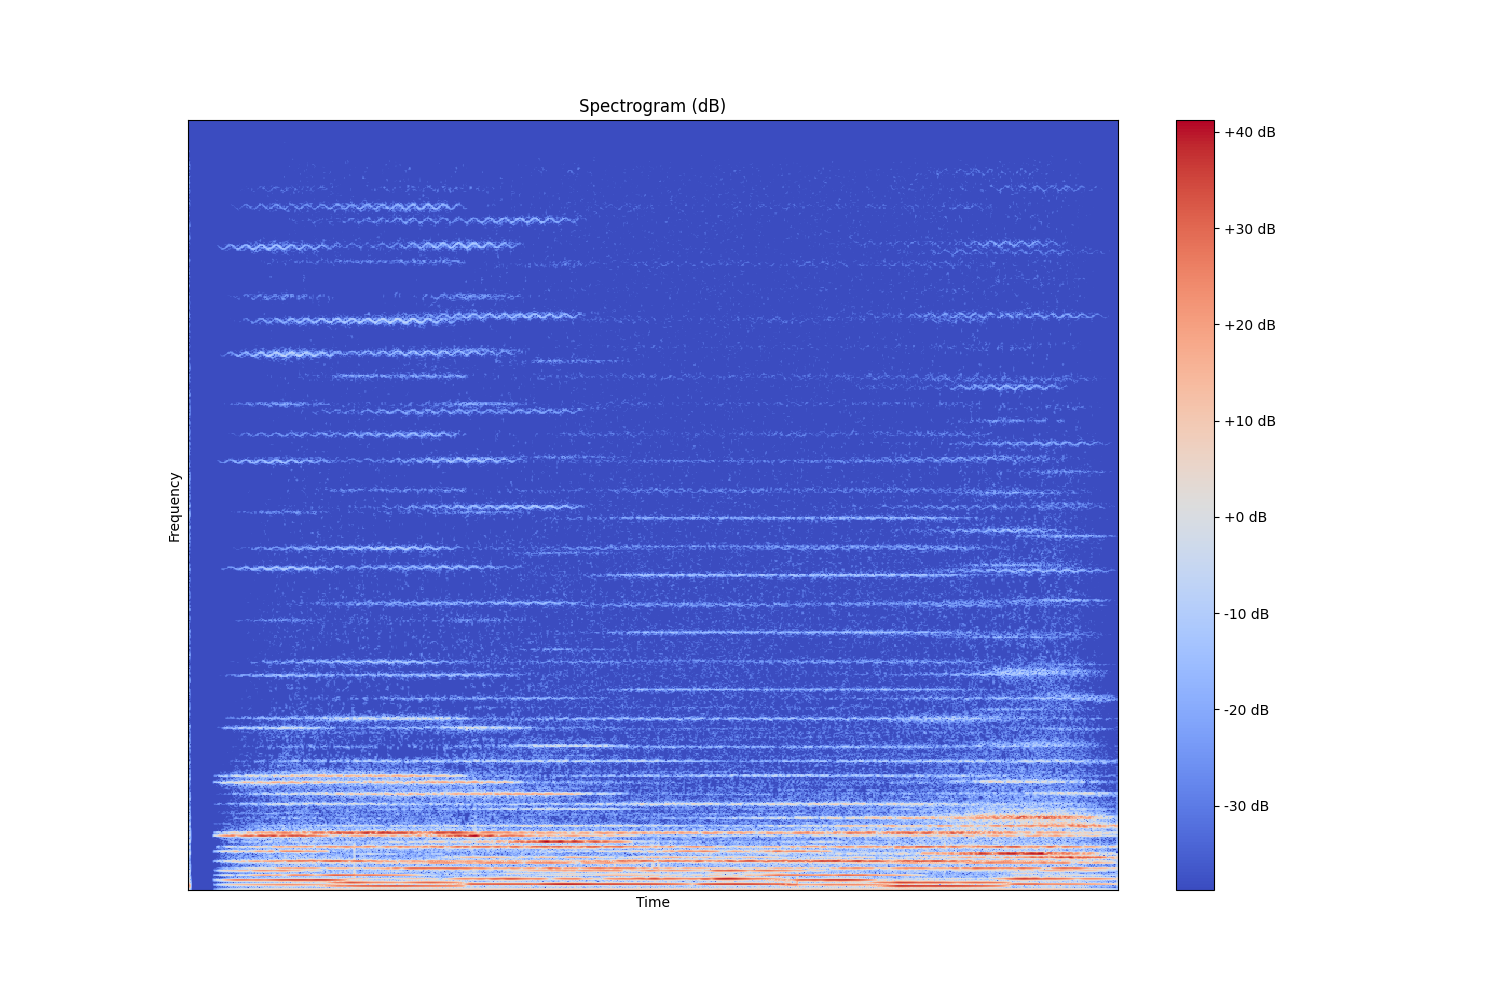 Spectrogram (dB)
Frequency
Time
+40 dB
+30 dB
+20 dB
+10 dB
+0 dB
-10 dB
-20 dB
-30 dB